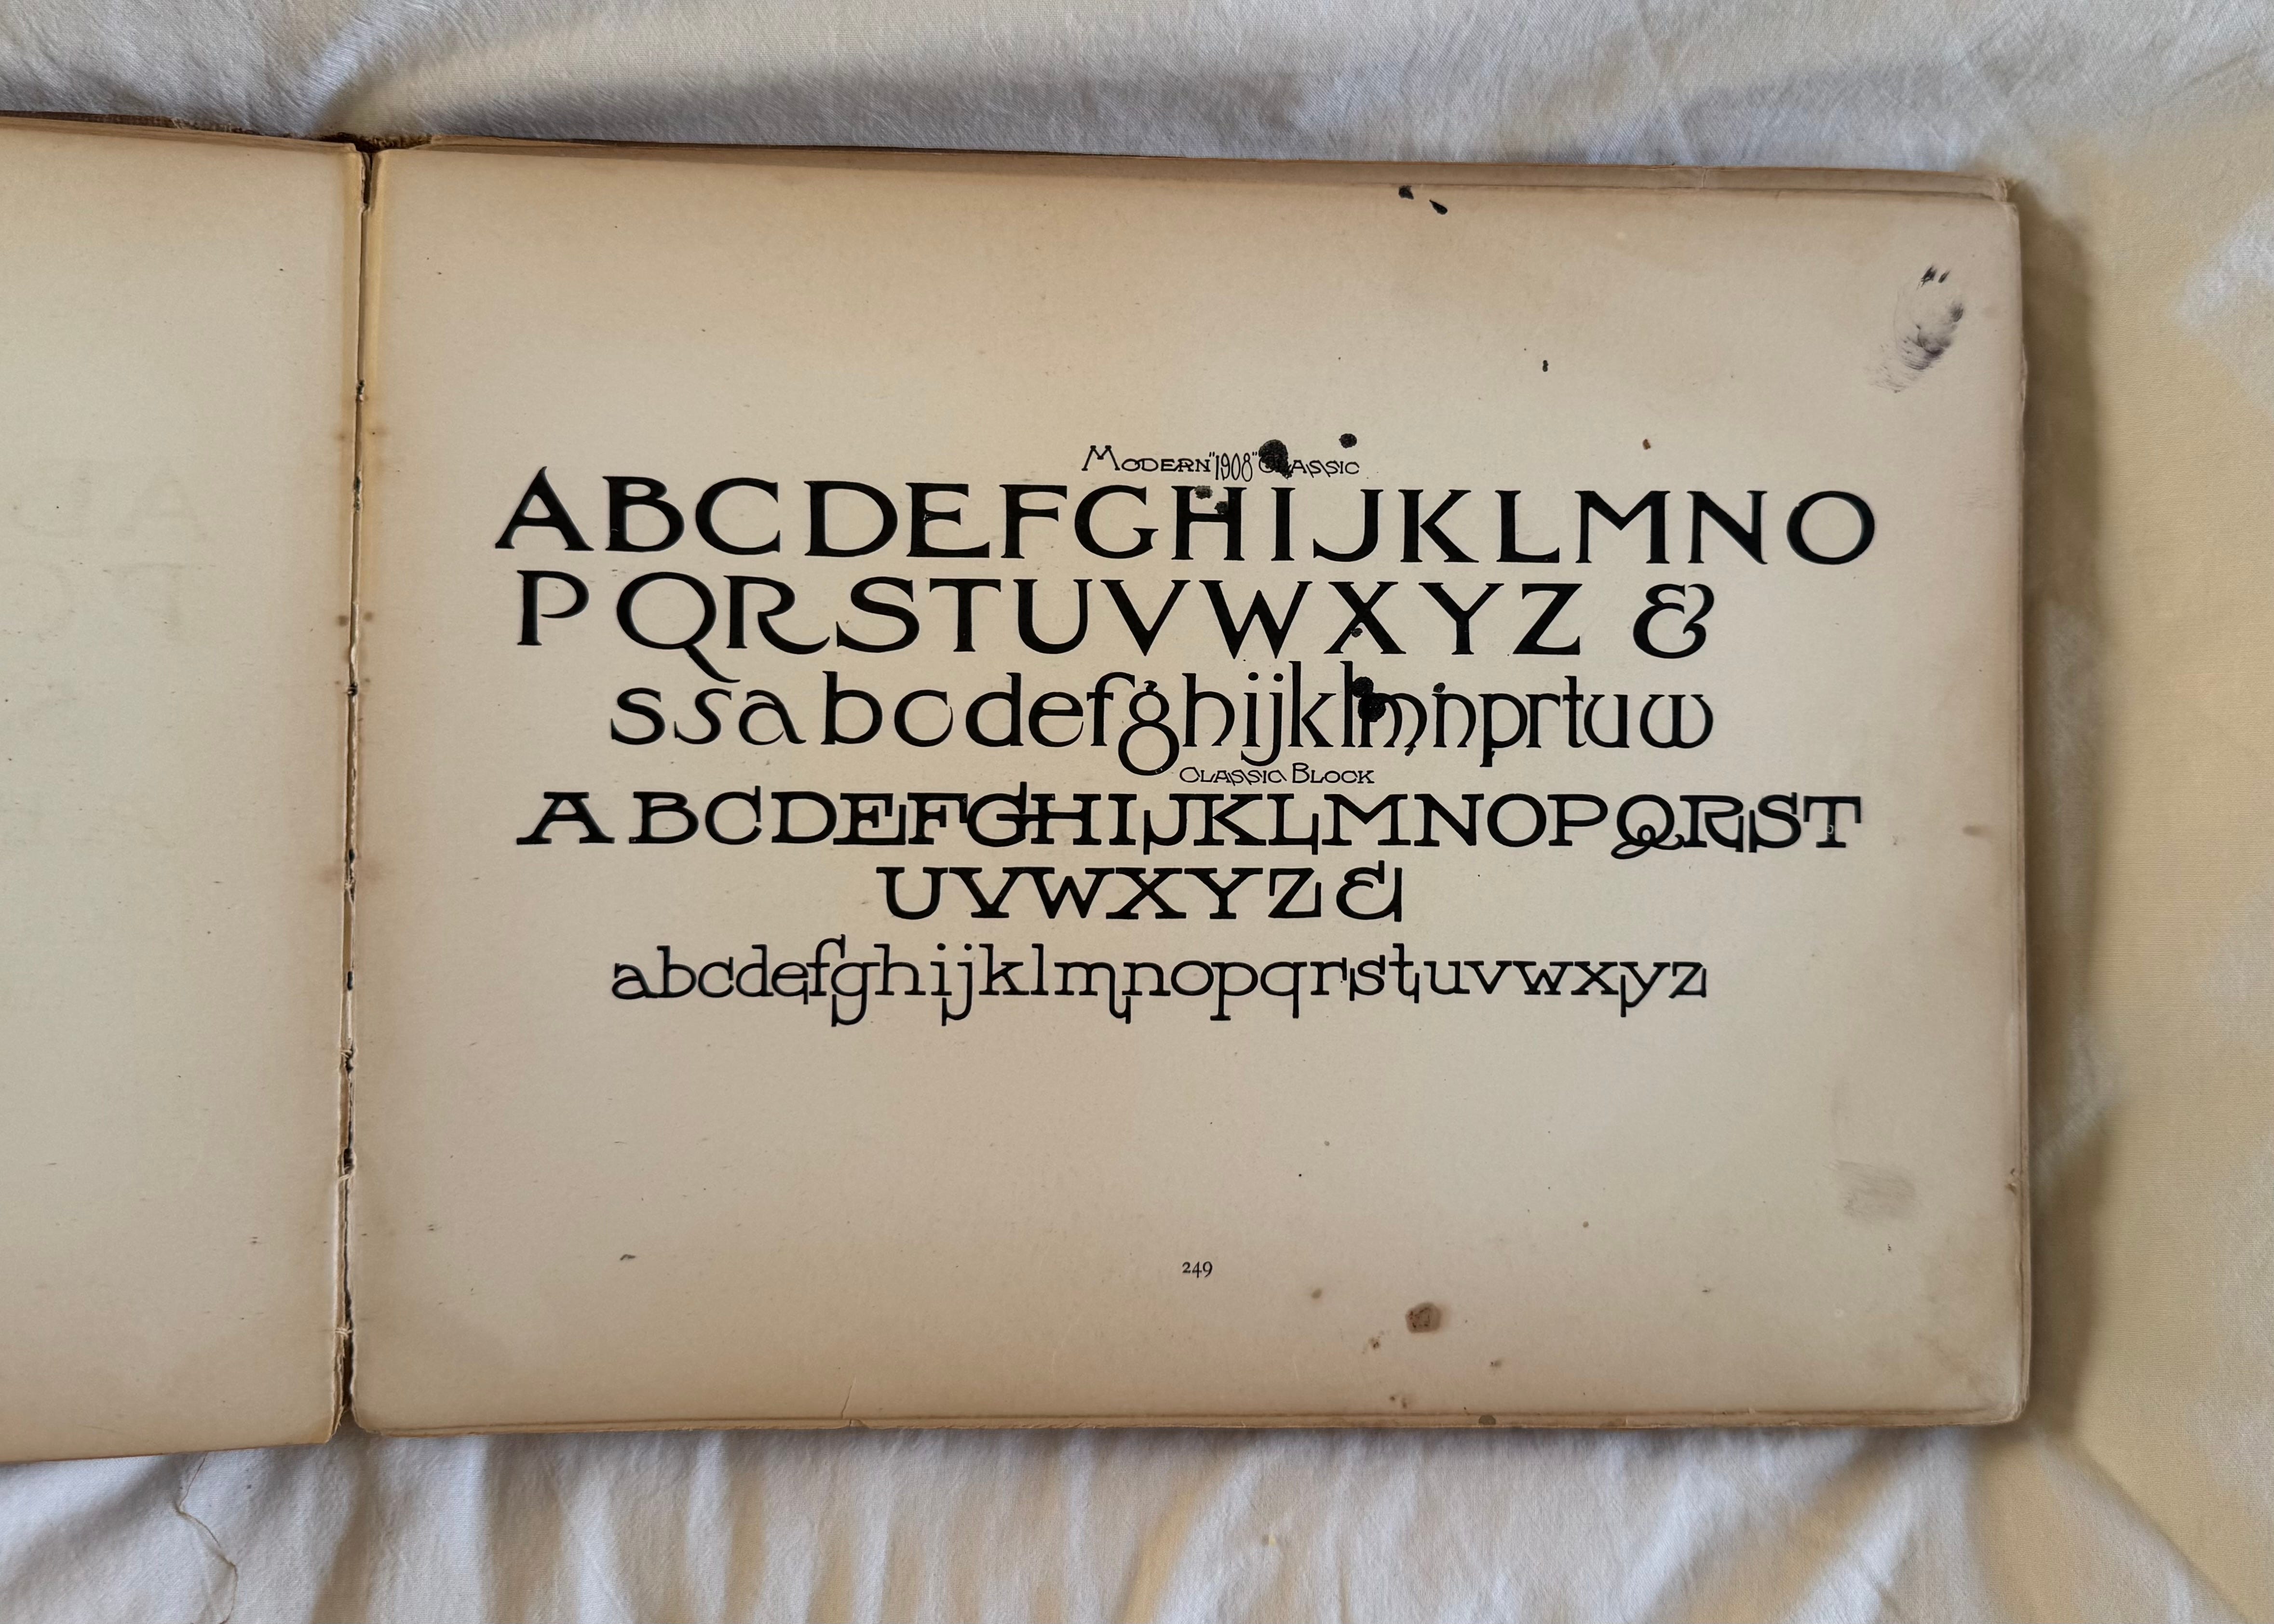 MODERN "1908" CLASSIC
ABCDEFGHIJKLMNO
PQRSTUVWXYZ &
ssabcdefghijklmnprtuw
CLASSIC BLOCK
ABCDEFGHIJKLMNOPQRST
UVWXYZ&
abcdefghijklmnopqrstuvwxyz
249